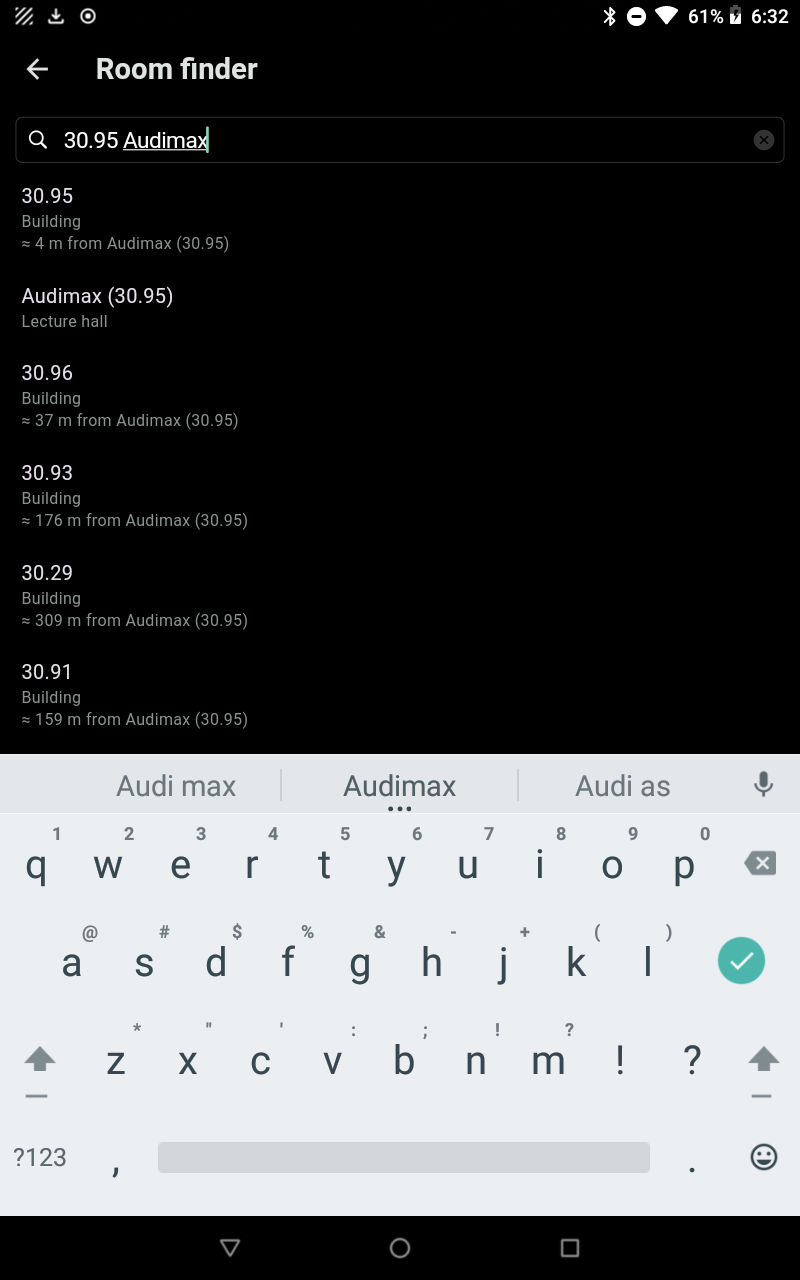 61% 6:32
Room finder
30.95 Audimax
30.95
Building
≈ 4 m from Audimax (30.95)
Audimax (30.95)
Lecture hall
30.96
Building
≈ 37 m from Audimax (30.95)
30.93
Building
≈ 176 m from Audimax (30.95)
30.29
Building
≈ 309 m from Audimax (30.95)
30.91
Building
≈ 159 m from Audimax (30.95)
Audi max Audimax Audi as
1 2 3 4 5 6 7 8 9 0
q w e r t y u i o p
@ # $ % & - + ( )
a s d f g h j k l
* " ' : ; ! ?
z x c v b n m ! ?
?123 , .